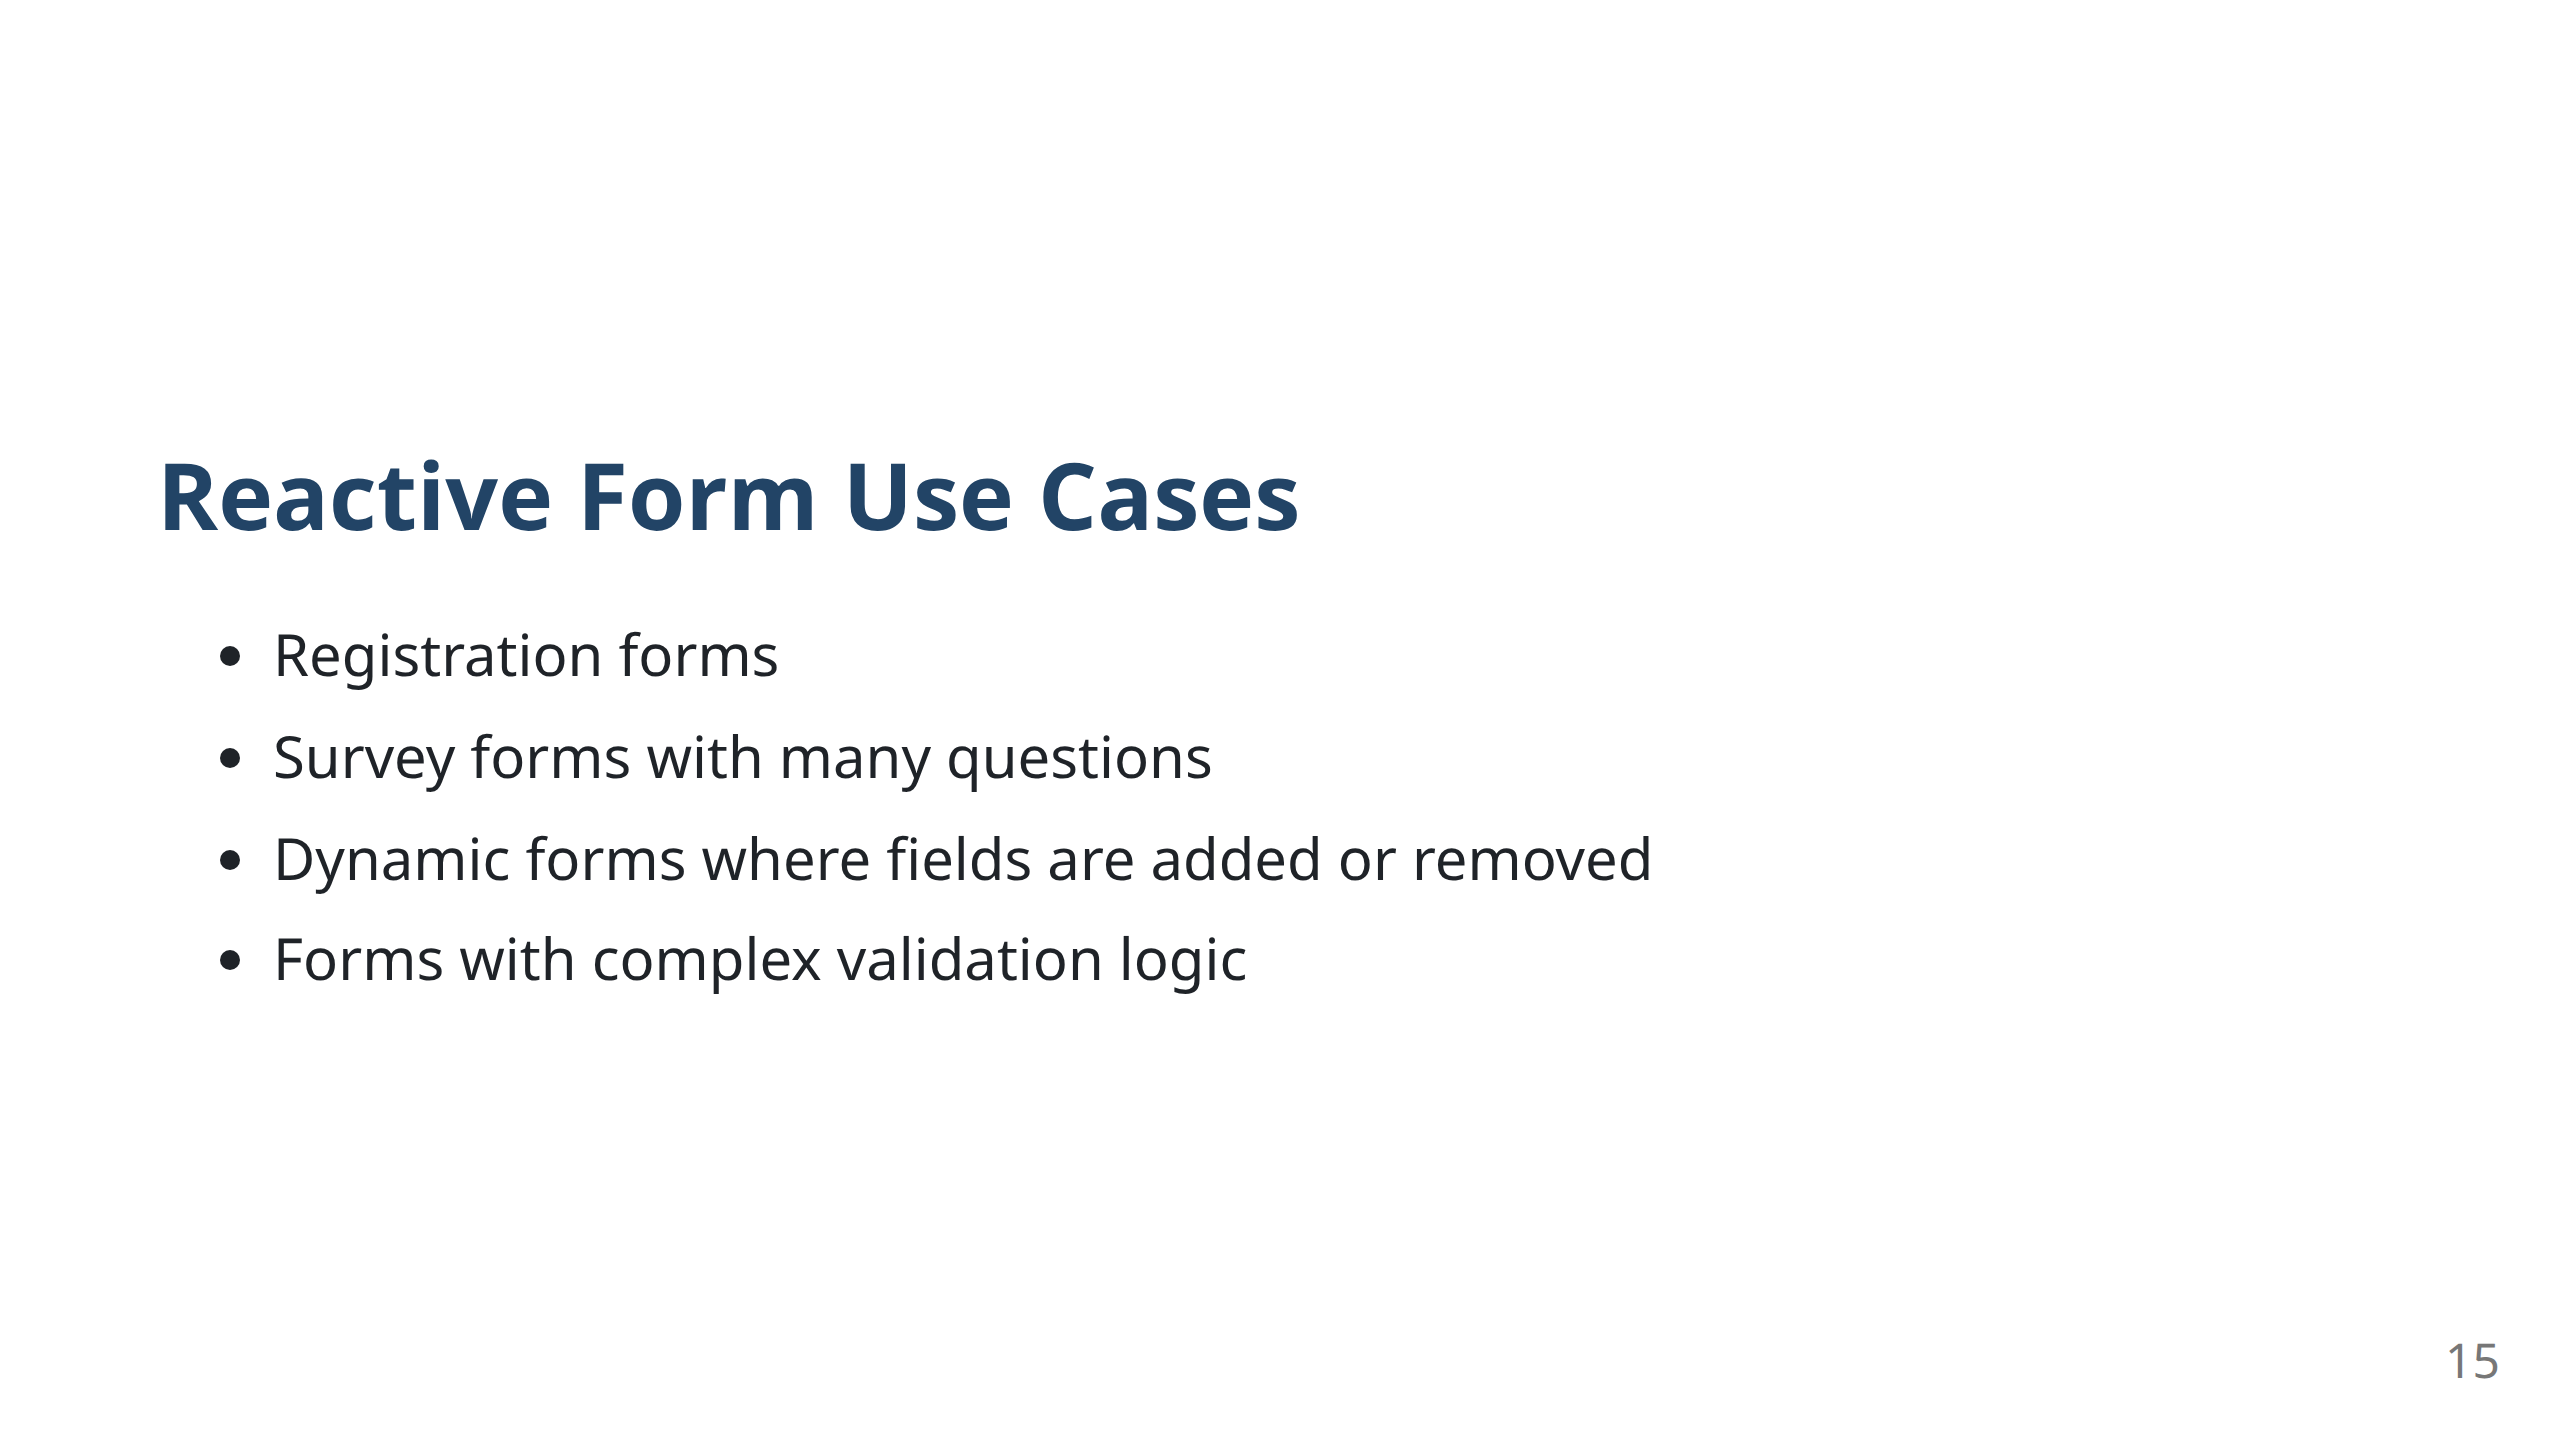 Reactive Form Use Cases
• Registration forms
• Survey forms with many questions
• Dynamic forms where fields are added or removed
• Forms with complex validation logic
15